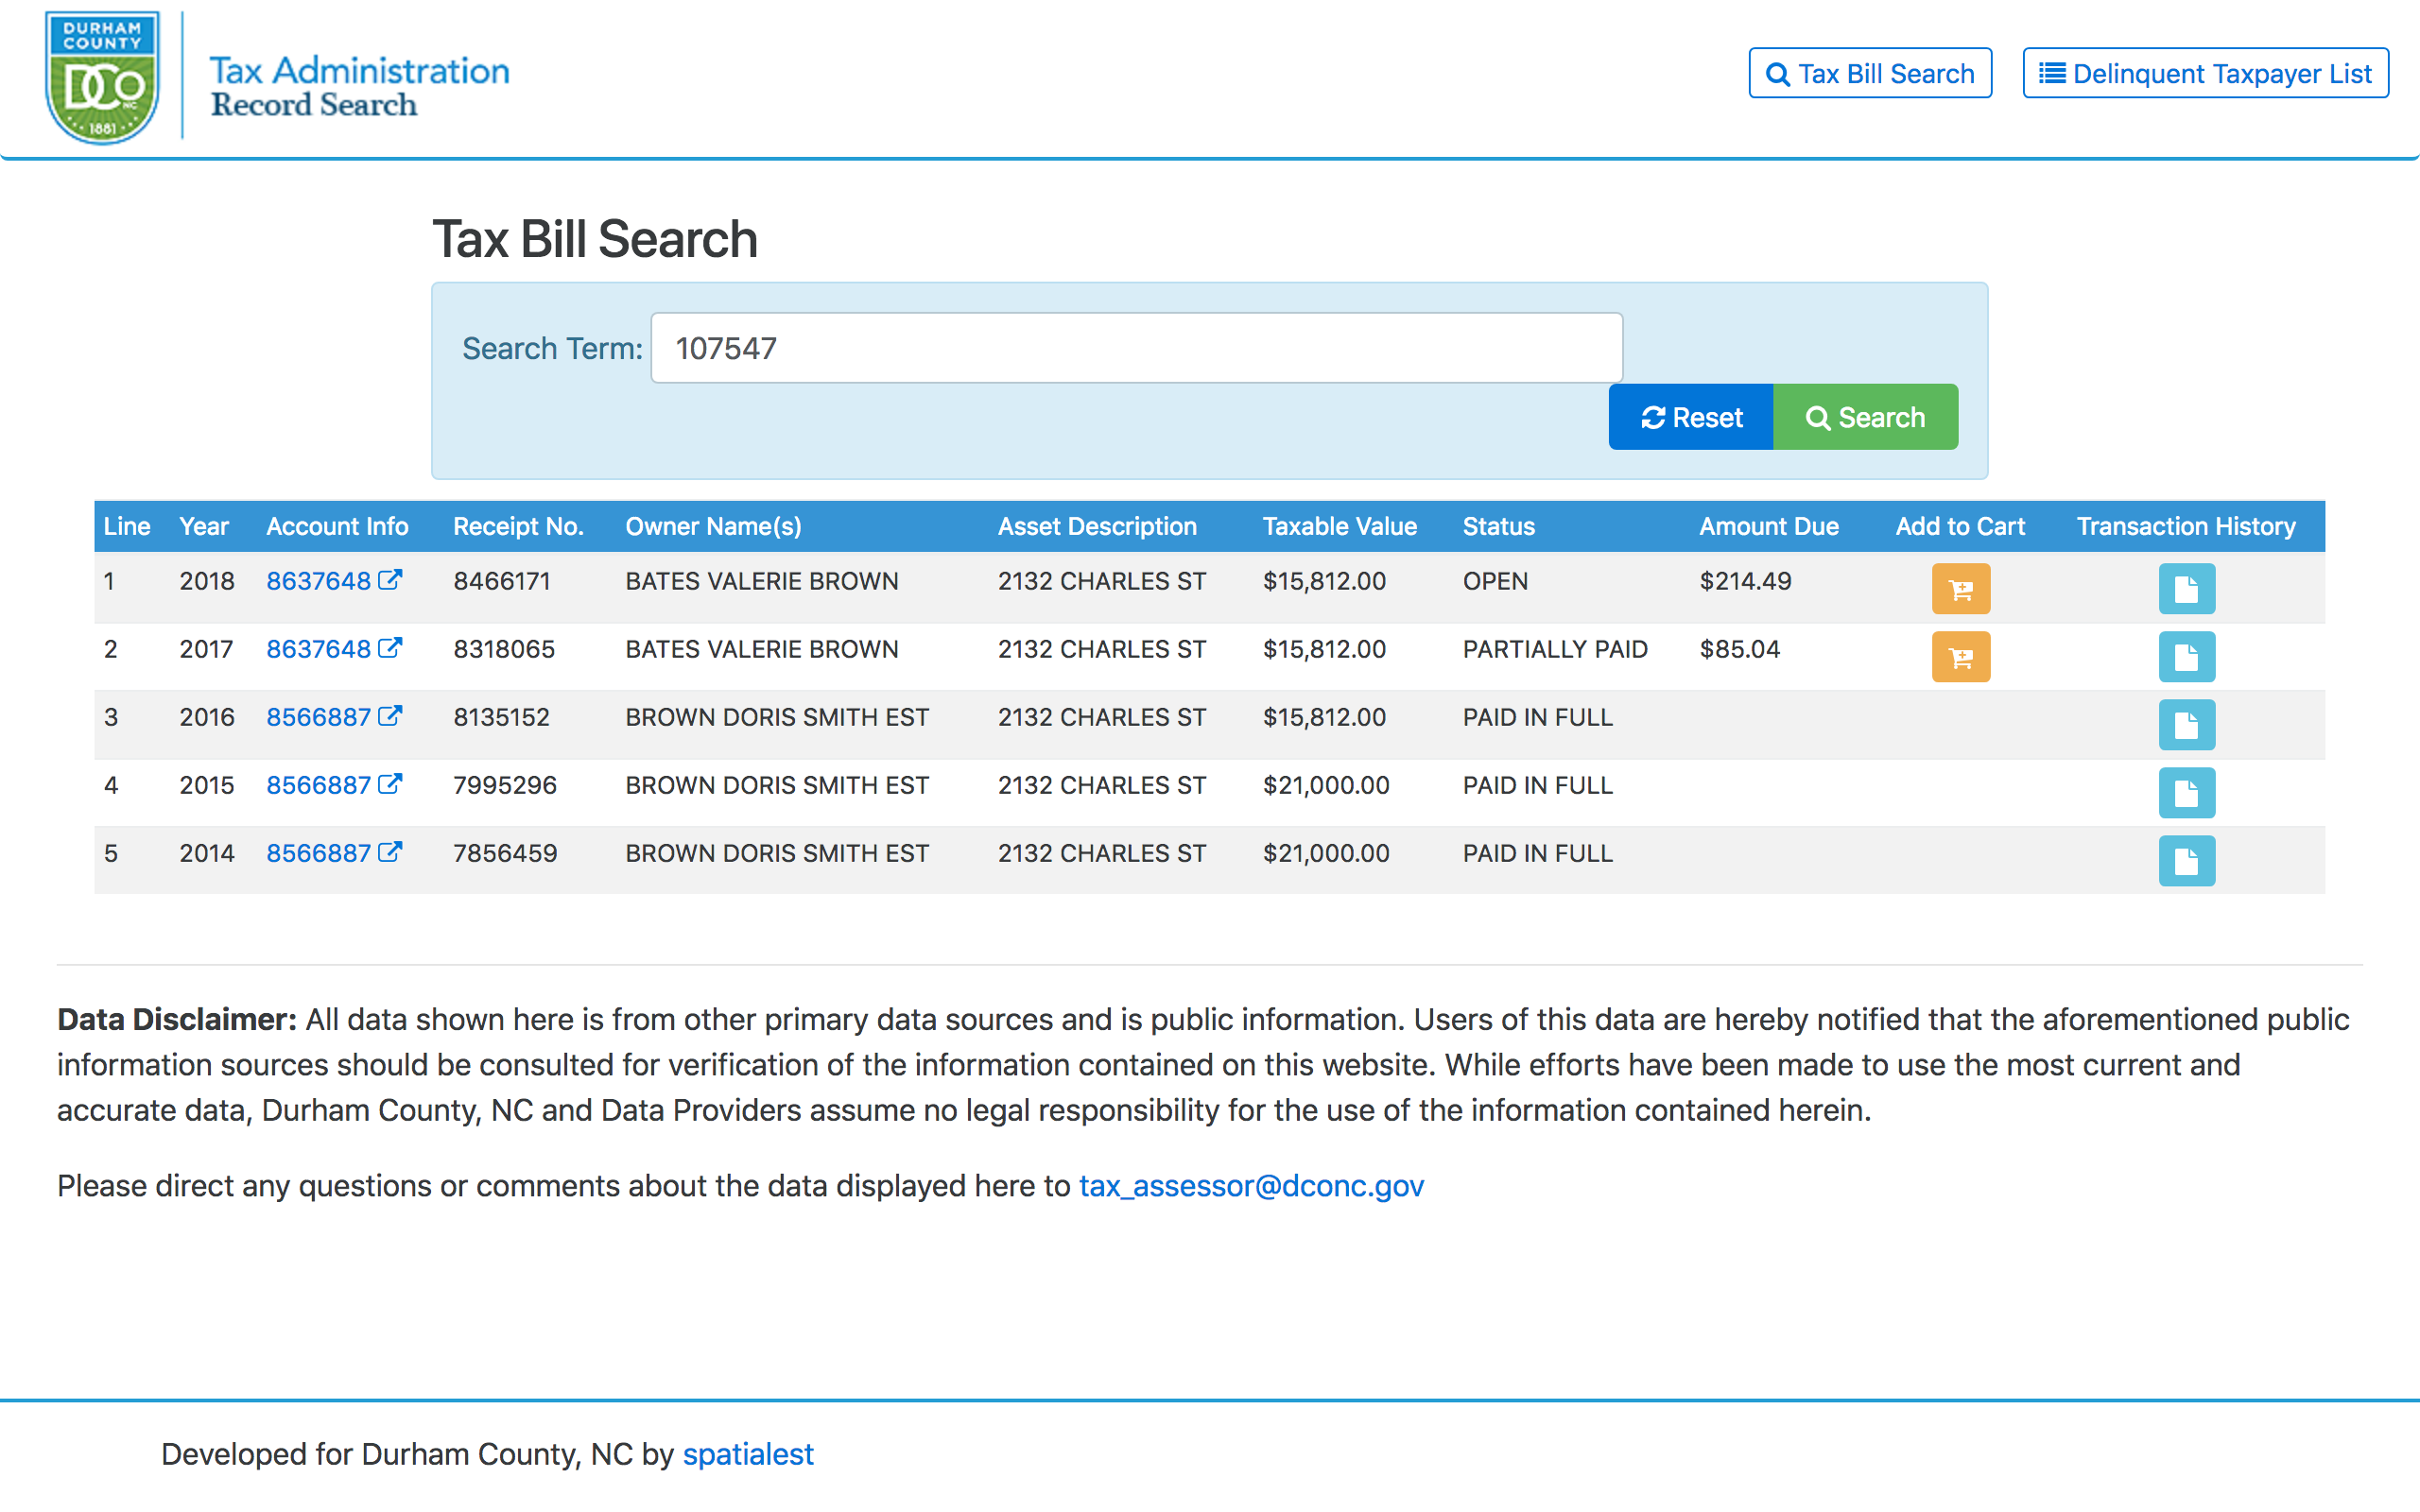 DURHAM
COUNTY
DCO
NC
1881
Tax Administration
Record Search
Tax Bill Search
Delinquent Taxpayer List
Tax Bill Search
Search Term: 107547
Reset Search
Line Year Account Info Receipt No. Owner Name(s) Asset Description Taxable Value Status Amount Due Add to Cart Transaction History
1 2018 8637648 8466171 BATES VALERIE BROWN 2132 CHARLES ST $15,812.00 OPEN $214.49
2 2017 8637648 8318065 BATES VALERIE BROWN 2132 CHARLES ST $15,812.00 PARTIALLY PAID $85.04
3 2016 8566887 8135152 BROWN DORIS SMITH EST 2132 CHARLES ST $15,812.00 PAID IN FULL
4 2015 8566887 7995296 BROWN DORIS SMITH EST 2132 CHARLES ST $21,000.00 PAID IN FULL
5 2014 8566887 7856459 BROWN DORIS SMITH EST 2132 CHARLES ST $21,000.00 PAID IN FULL
Data Disclaimer: All data shown here is from other primary data sources and is public information. Users of this data are hereby notified that the aforementioned public
information sources should be consulted for verification of the information contained on this website. While efforts have been made to use the most current and
accurate data, Durham County, NC and Data Providers assume no legal responsibility for the use of the information contained herein.
Please direct any questions or comments about the data displayed here to tax_assessor@dconc.gov
Developed for Durham County, NC by spatialest